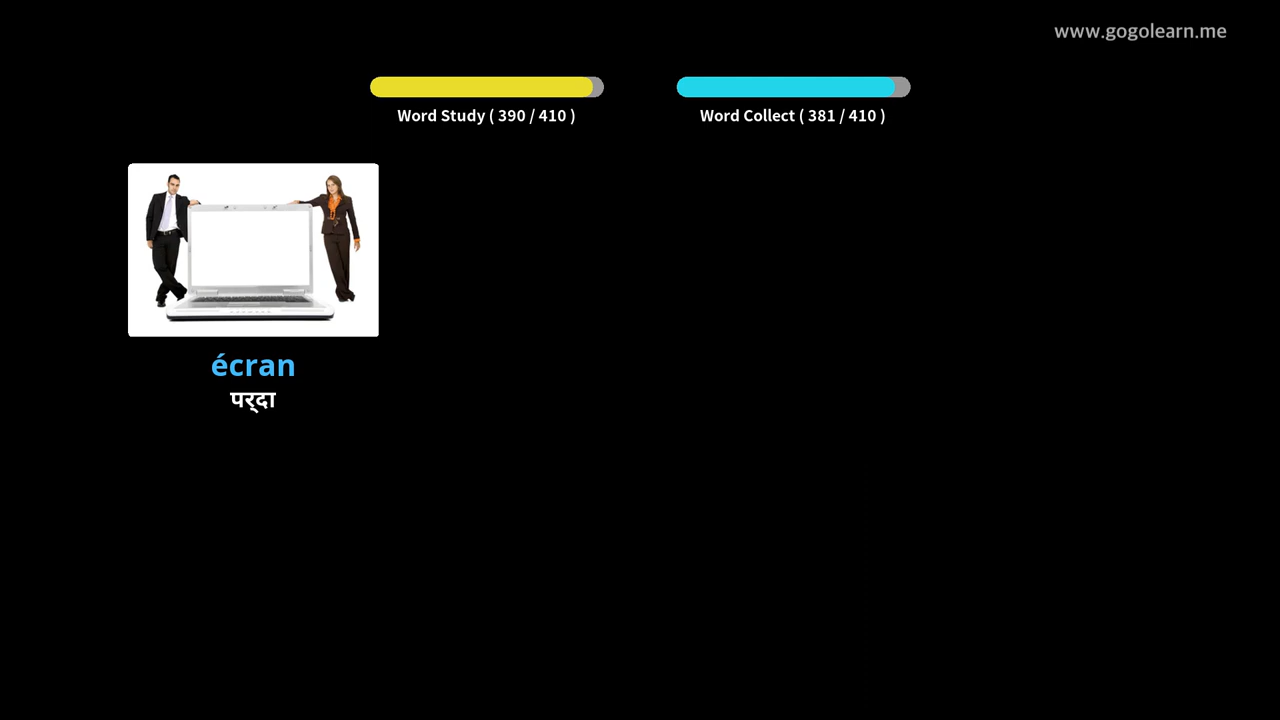 www.gogolearn.me
Word Study ( 390 / 410 )
Word Collect ( 381 / 410 )
écran
पर्‌दा